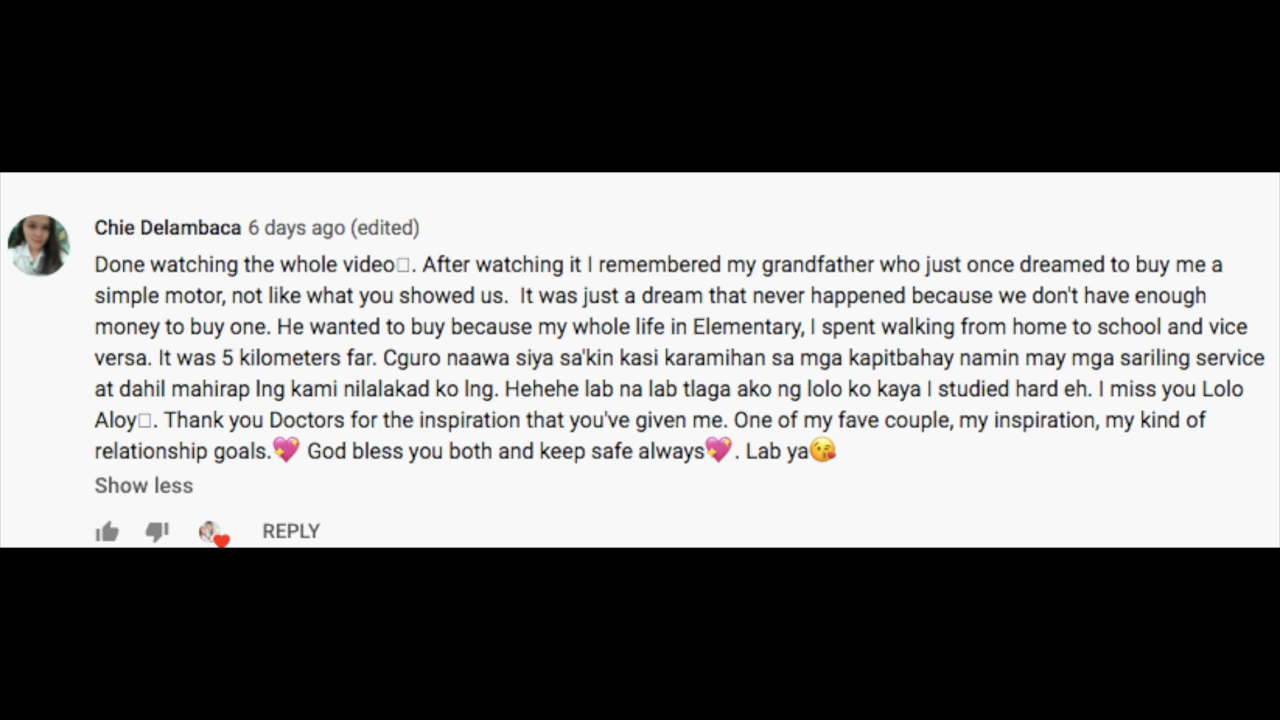 Chie Delambaca 6 days ago (edited)
Done watching the whole video□. After watching it I remembered my grandfather who just once dreamed to buy me a
simple motor, not like what you showed us.  It was just a dream that never happened because we don't have enough
money to buy one. He wanted to buy because my whole life in Elementary, I spent walking from home to school and vice
versa. It was 5 kilometers far. Cguro naawa siya sa'kin kasi karamihan sa mga kapitbahay namin may mga sariling service
at dahil mahirap lng kami nilalakad ko lng. Hehehe lab na lab tlaga ako ng lolo ko kaya I studied hard eh. I miss you Lolo
Aloy□. Thank you Doctors for the inspiration that you've given me. One of my fave couple, my inspiration, my kind of
relationship goals.💖 God bless you both and keep safe always💖. Lab ya😘
Show less
REPLY